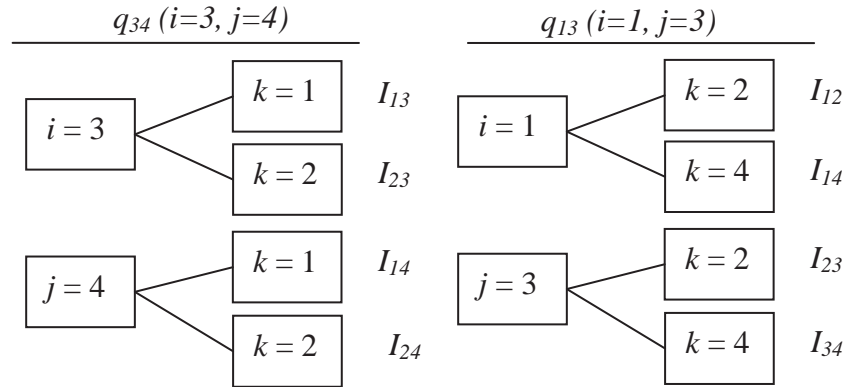 q34 (i=3, j=4)
k = 1 I13
i = 3
k = 2 I23
k = 1 I14
j = 4
k = 2 I24
q13 (i=1, j=3)
k = 2 I12
i = 1
k = 4 I14
k = 2 I23
j = 3
k = 4 I34